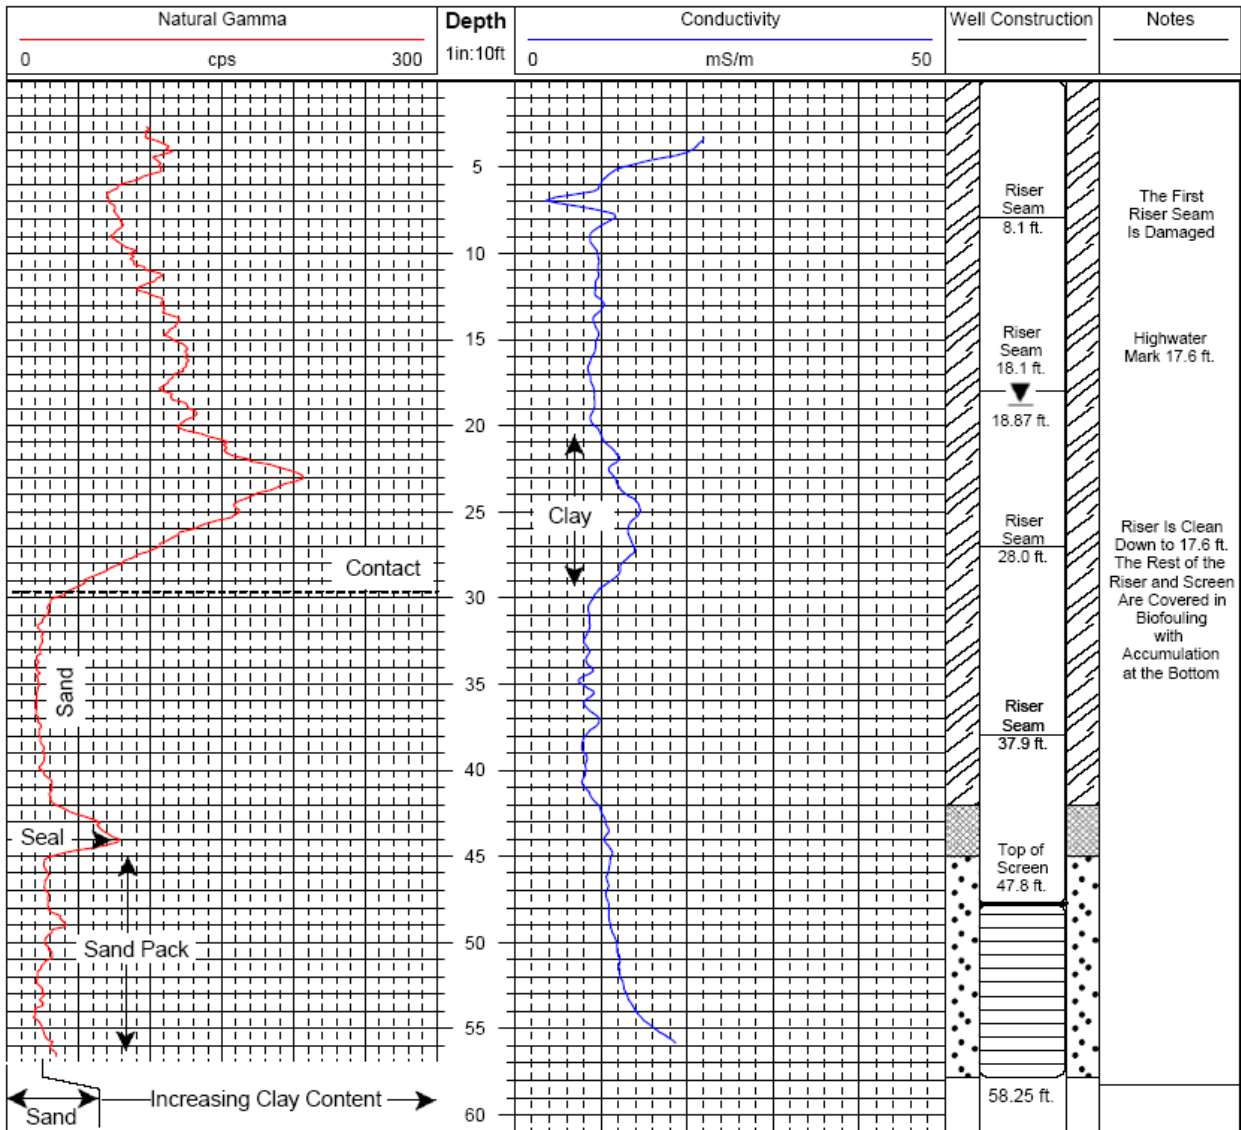 Natural Gamma
0 cps 300
Depth
1in:10ft
Conductivity
0 mS/m 50
Well Construction
Notes
5
10
15
20
25
30
35
40
45
50
55
60
Contact
Sand
Seal
Sand Pack
Sand
Increasing Clay Content
Clay
Riser
Seam
8.1 ft.
Riser
Seam
18.1 ft.
18.87 ft.
Riser
Seam
28.0 ft.
Riser
Seam
37.9 ft.
Top of
Screen
47.8 ft.
58.25 ft.
The First
Riser Seam
Is Damaged
Highwater
Mark 17.6 ft.
Riser Is Clean
Down to 17.6 ft.
The Rest of the
Riser and Screen
Are Covered in
Biofouling
with
Accumulation
at the Bottom